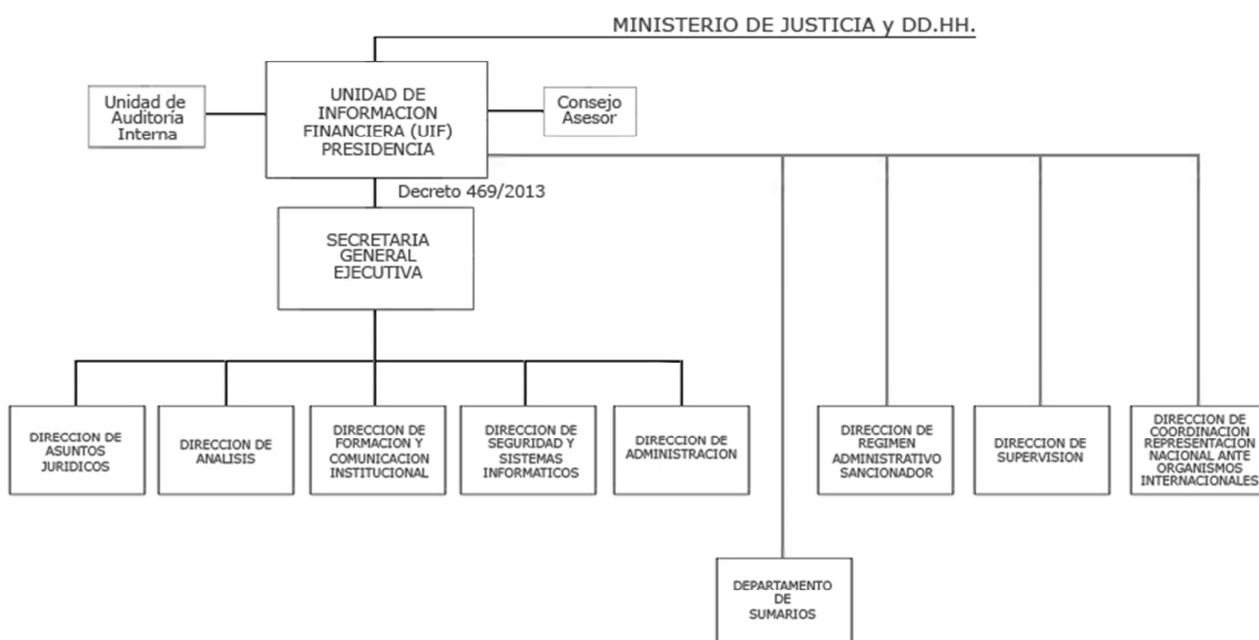 MINISTERIO DE JUSTICIA y DD.HH.
UNIDAD DE
INFORMACION
FINANCIERA (UIF)
PRESIDENCIA
Unidad de
Auditoría
Interna
Consejo
Asesor
Decreto 469/2013
SECRETARIA
GENERAL
EJECUTIVA
DIRECCION DE
ASUNTOS
JURIDICOS
DIRECCION DE
ANALISIS
DIRECCION DE
FORMACION Y
COMUNICACION
INSTITUCIONAL
DIRECCION DE
SEGURIDAD Y
SISTEMAS
INFORMATICOS
DIRECCION DE
ADMINISTRACION
DIRECCION DE
REGIMEN
ADMINISTRATIVO
SANCIONADOR
DIRECCION DE
SUPERVISION
DIRECCION DE
COORDINACION
REPRESENTACION
NACIONAL ANTE
ORGANISMOS
INTERNACIONALES
DEPARTAMENTO
DE
SUMARIOS